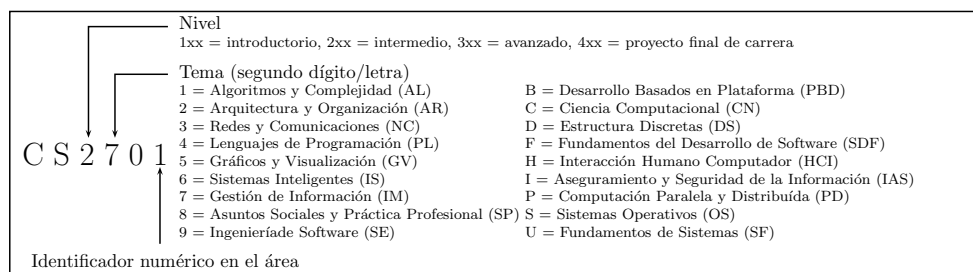 Nivel
1xx = introductorio, 2xx = intermedio, 3xx = avanzado, 4xx = proyecto final de carrera
Tema (segundo dígito/letra)
1 = Algoritmos y Complejidad (AL)
2 = Arquitectura y Organización (AR)
3 = Redes y Comunicaciones (NC)
4 = Lenguajes de Programación (PL)
5 = Gráficos y Visualización (GV)
6 = Sistemas Inteligentes (IS)
7 = Gestión de Información (IM)
8 = Asuntos Sociales y Práctica Profesional (SP)
9 = Ingenieríade Software (SE)
B = Desarrollo Basados en Plataforma (PBD)
C = Ciencia Computacional (CN)
D = Estructura Discretas (DS)
F = Fundamentos del Desarrollo de Software (SDF)
H = Interacción Humano Computador (HCI)
I = Aseguramiento y Seguridad de la Información (IAS)
P = Computación Paralela y Distribuída (PD)
S = Sistemas Operativos (OS)
U = Fundamentos de Sistemas (SF)
C S 2 7 0 1
Identificador numérico en el área